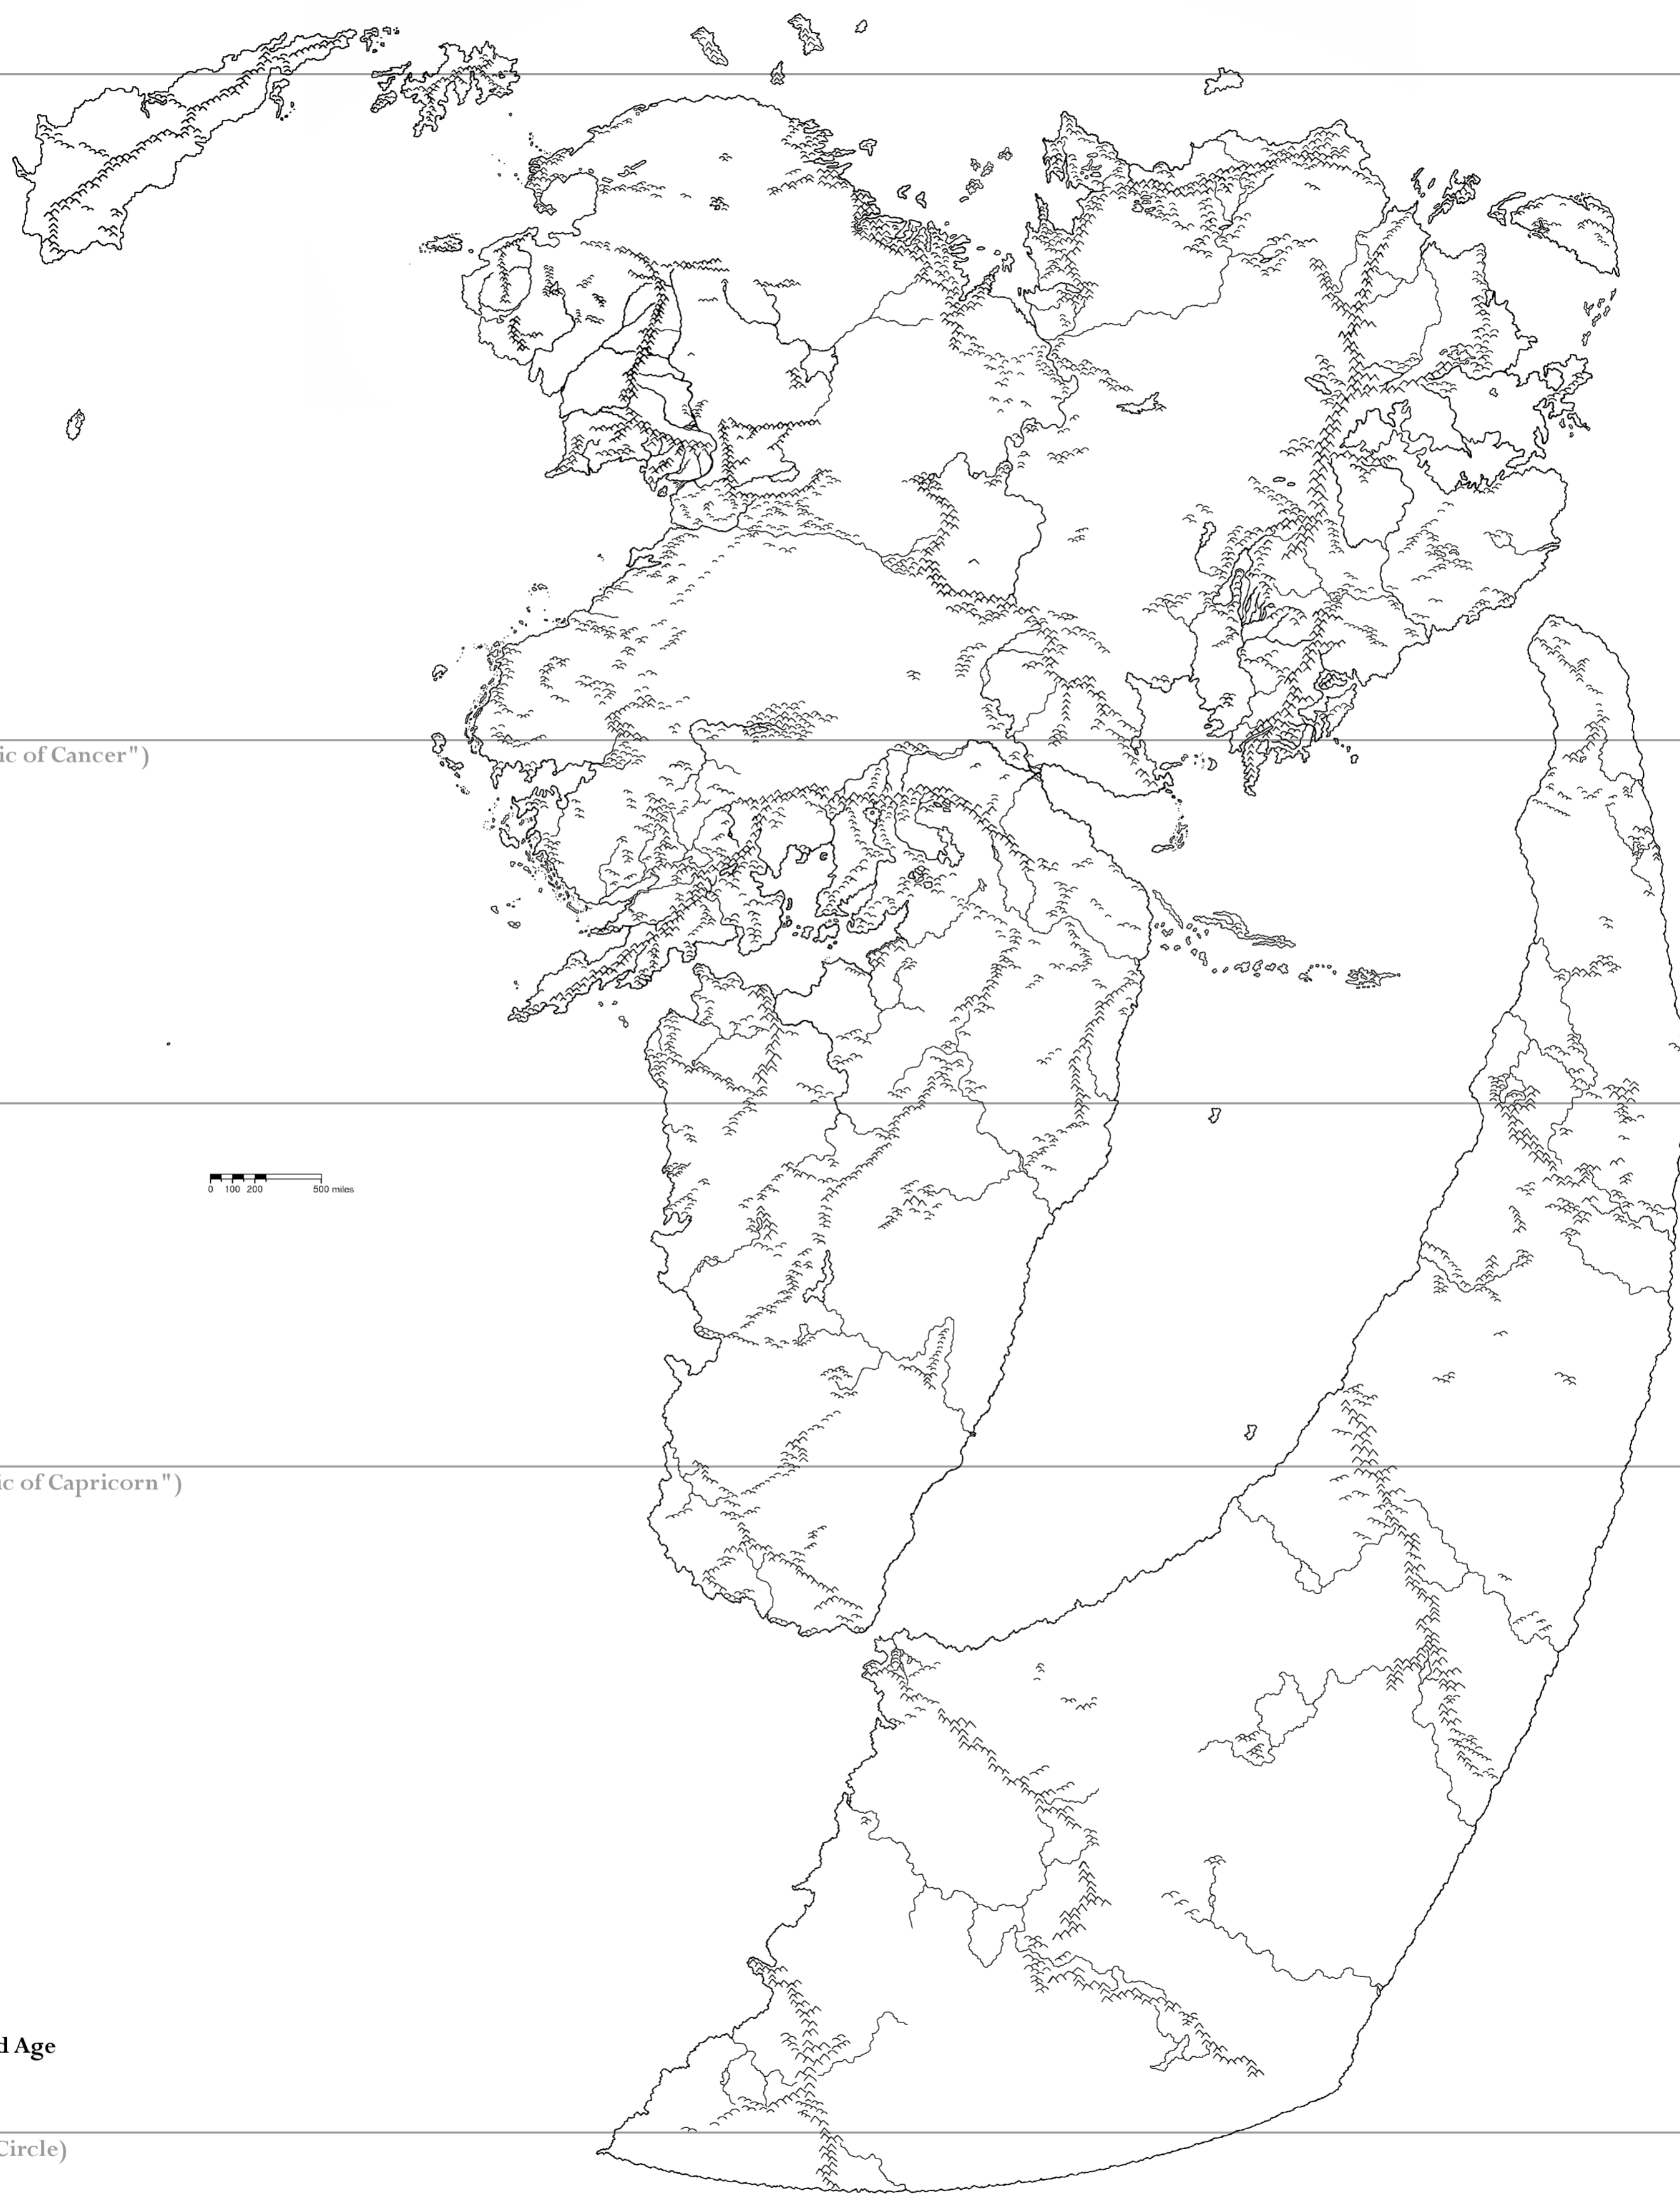 ic of Cancer")
0 100 200 500 miles
ic of Capricorn")
d Age
Circle)